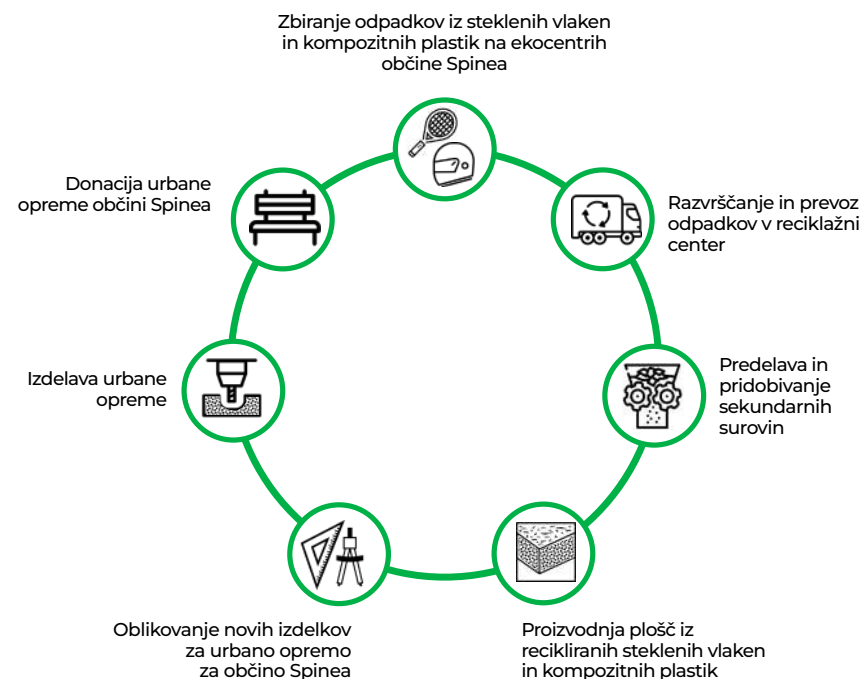 Zbiranje odpadkov iz steklenih vlaken
in kompozitnih plastik na ekocentrih
občine Spinea
Razvrščanje in prevoz
odpadkov v reciklažni
center
Predelava in
pridobivanje
sekundarnih
surovin
Proizvodnja plošč iz
recikliranih steklenih vlaken
in kompozitnih plastik
Oblikovanje novih izdelkov
za urbano opremo
za občino Spinea
Izdelava urbane
opreme
Donacija urbane
opreme občini Spinea